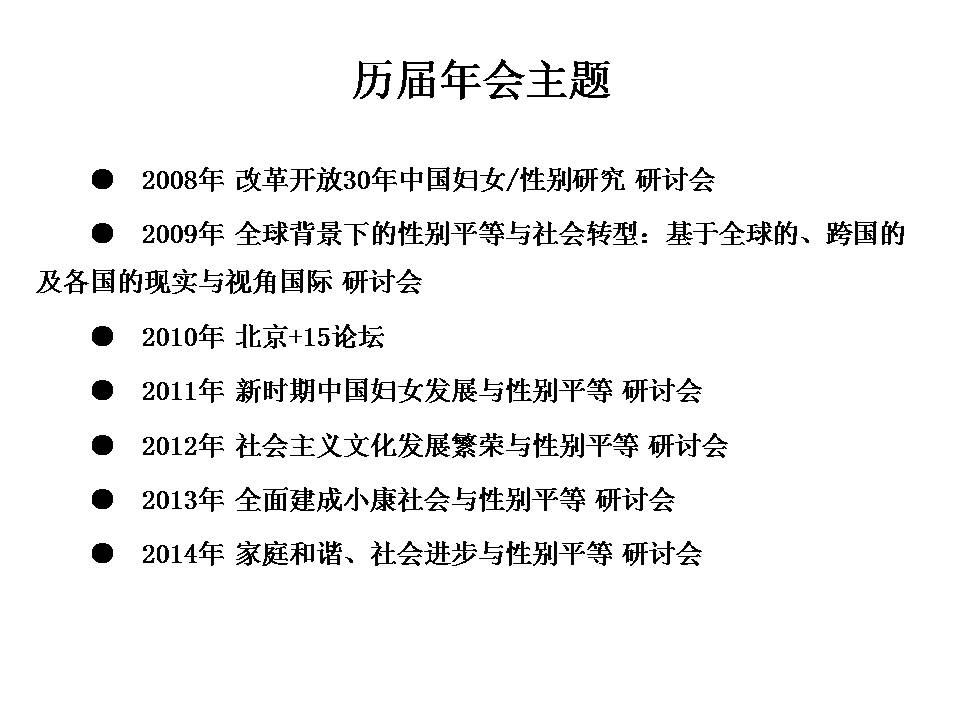 历届年会主题
● 2008年 改革开放30年中国妇女/性别研究 研讨会
● 2009年 全球背景下的性别平等与社会转型：基于全球的、跨国的
及各国的现实与视角国际 研讨会
● 2010年 北京+15论坛
● 2011年 新时期中国妇女发展与性别平等 研讨会
● 2012年 社会主义文化发展繁荣与性别平等 研讨会
● 2013年 全面建成小康社会与性别平等 研讨会
● 2014年 家庭和谐、社会进步与性别平等 研讨会